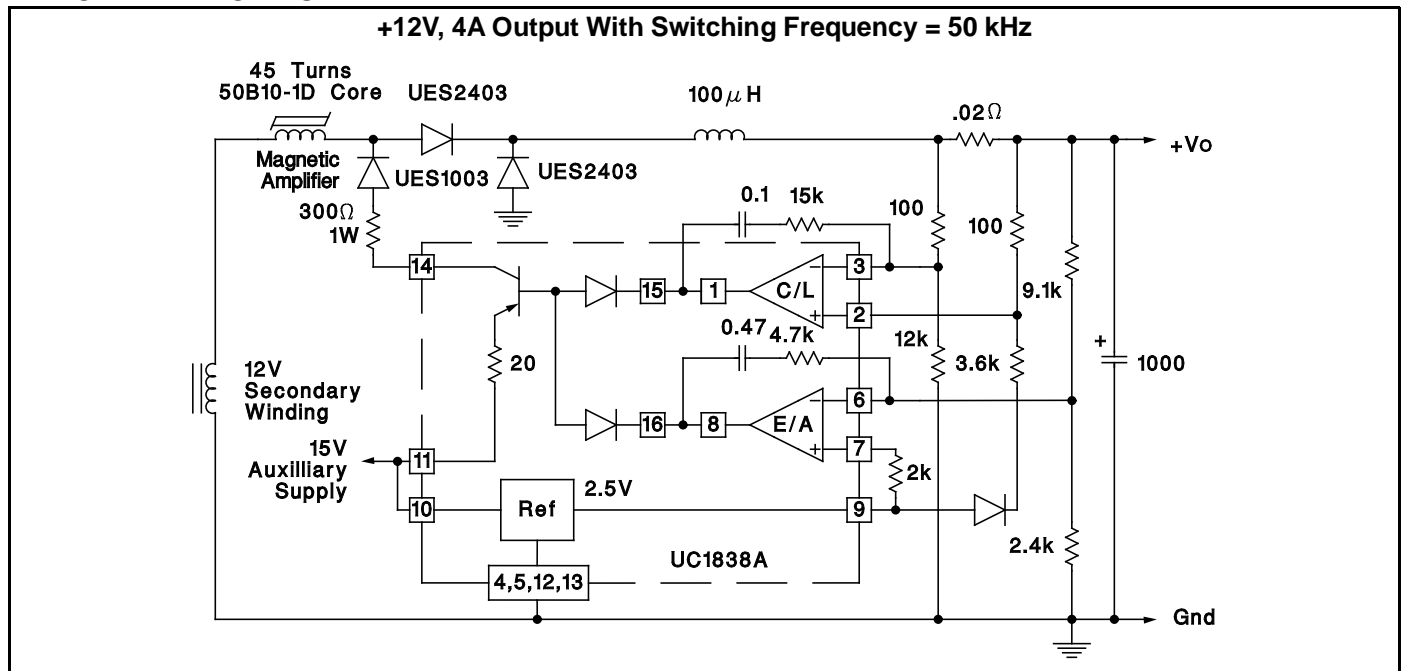 +12V, 4A Output With Switching Frequency = 50 kHz
45 Turns
50B10-1D Core
UES2403
100μH
.02Ω
+Vo
Magnetic
Amplifier
UES1003
UES2403
300Ω
1W
0.1
15k
100
100
14
15
1
C/L
−
+
3
2
9.1k
20
0.47
4.7k
12k
3.6k
+
1000
12V
Secondary
Winding
16
8
E/A
−
+
6
7
15V
Auxilliary
Supply
11
10
Ref
2.5V
9
2k
2.4k
UC1838A
4,5,12,13
Gnd